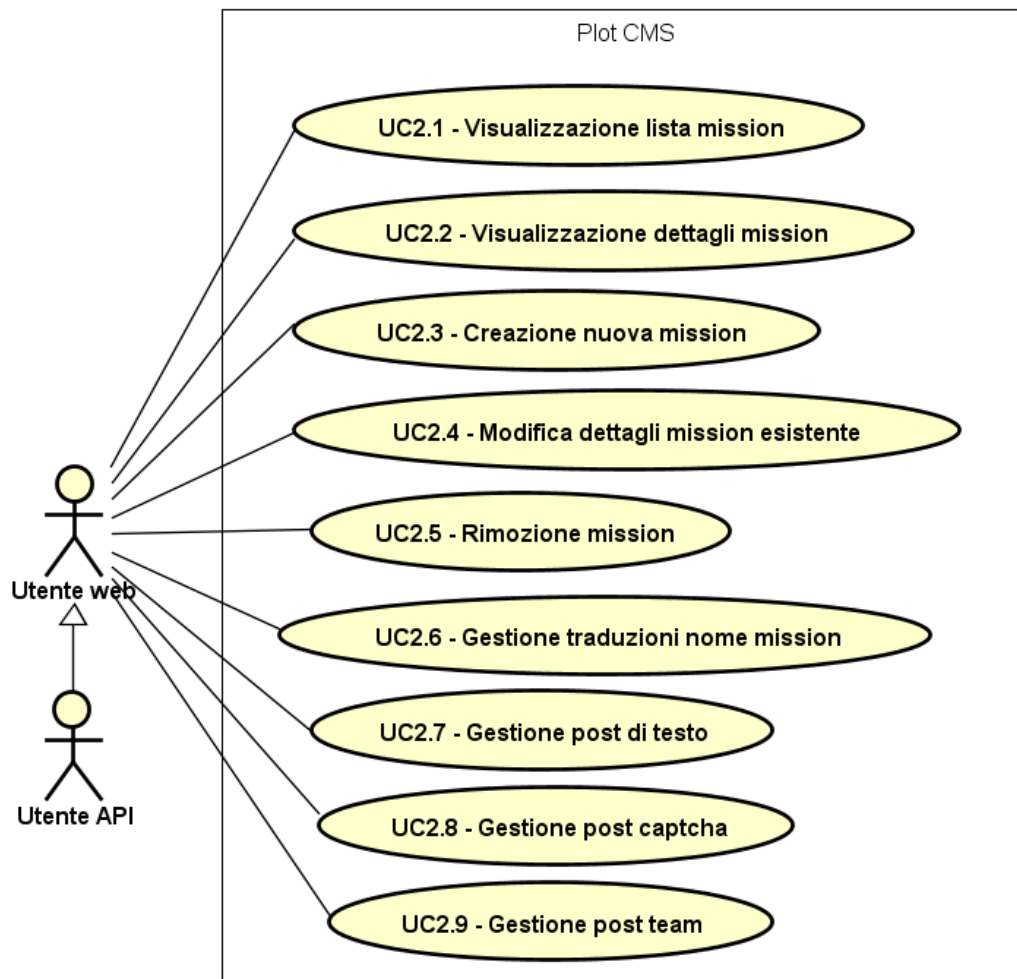 Plot CMS
UC2.1 - Visualizzazione lista mission
UC2.2 - Visualizzazione dettagli mission
UC2.3 - Creazione nuova mission
UC2.4 - Modifica dettagli mission esistente
UC2.5 - Rimozione mission
Utente web
UC2.6 - Gestione traduzioni nome mission
UC2.7 - Gestione post di testo
Utente API
UC2.8 - Gestione post captcha
UC2.9 - Gestione post team